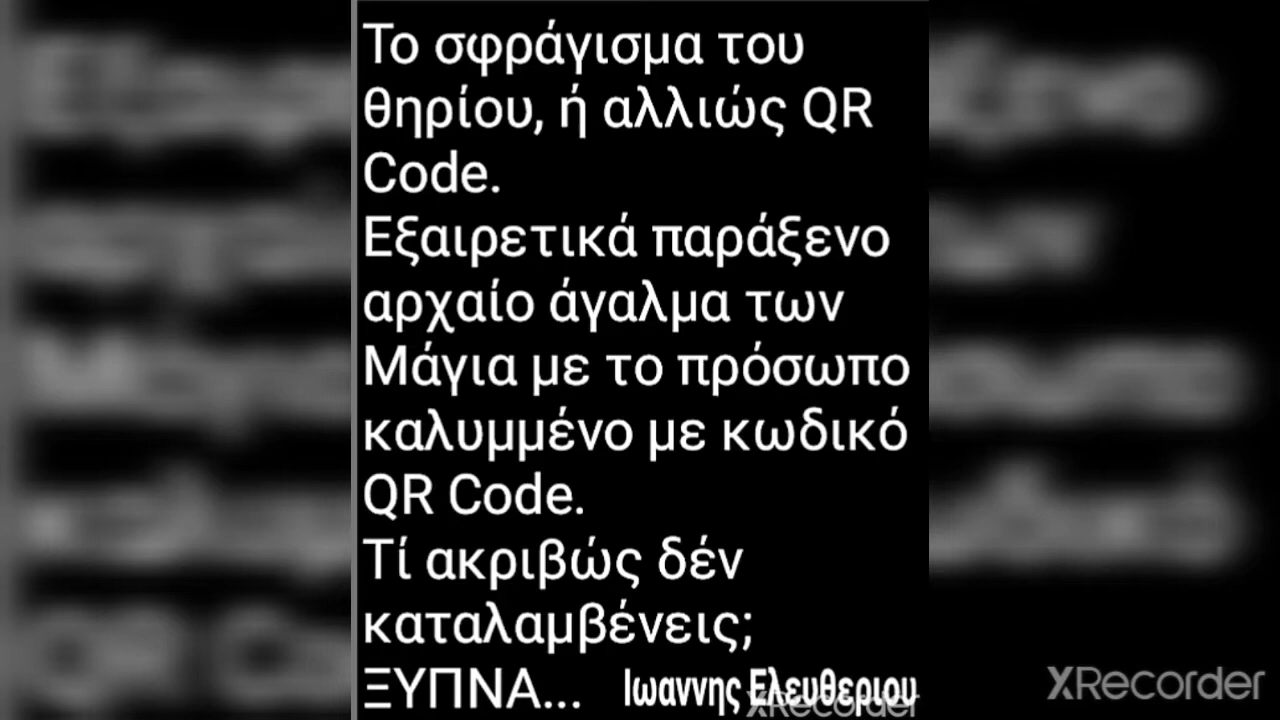 Το σφράγισμα του
θηρίου, ή αλλιώς QR
Code.
Εξαιρετικά παράξενο
αρχαίο άγαλμα των
Μάγια με το πρόσωπο
καλυμμένο με κωδικό
QR Code.
Τί ακριβώς δέν
καταλαμβένεις;
ΞΥΠΝΑ... Ιωαννης Ελευθεριου
XRecorder
XRecorder